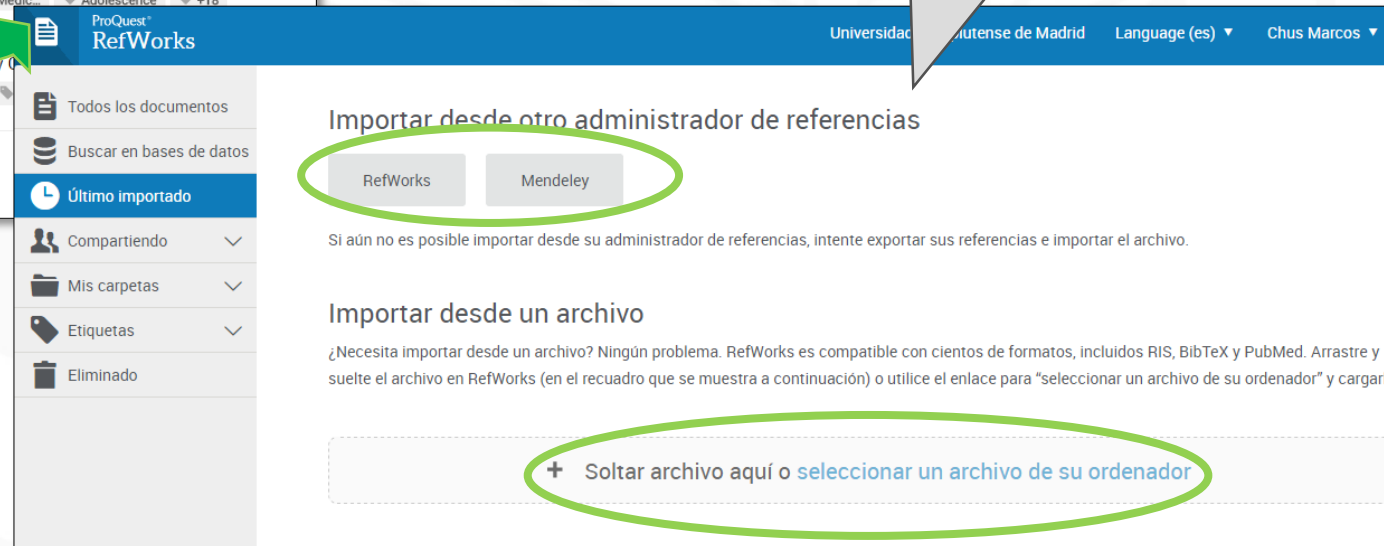 Adolescence +18
ProQuest®
RefWorks
Universidad Complutense de Madrid Language (es) Chus Marcos
Todos los documentos
Buscar en bases de datos
Último importado
Compartiendo
Mis carpetas
Etiquetas
Eliminado
Importar desde otro administrador de referencias
RefWorks Mendeley
Si aún no es posible importar desde su administrador de referencias, intente exportar sus referencias e importar el archivo.
Importar desde un archivo
¿Necesita importar desde un archivo? Ningún problema. RefWorks es compatible con cientos de formatos, incluidos RIS, BibTeX y PubMed. Arrastre y
suelte el archivo en RefWorks (en el recuadro que se muestra a continuación) o utilice el enlace para “seleccionar un archivo de su ordenador” y cargar
+ Soltar archivo aquí o seleccionar un archivo de su ordenador